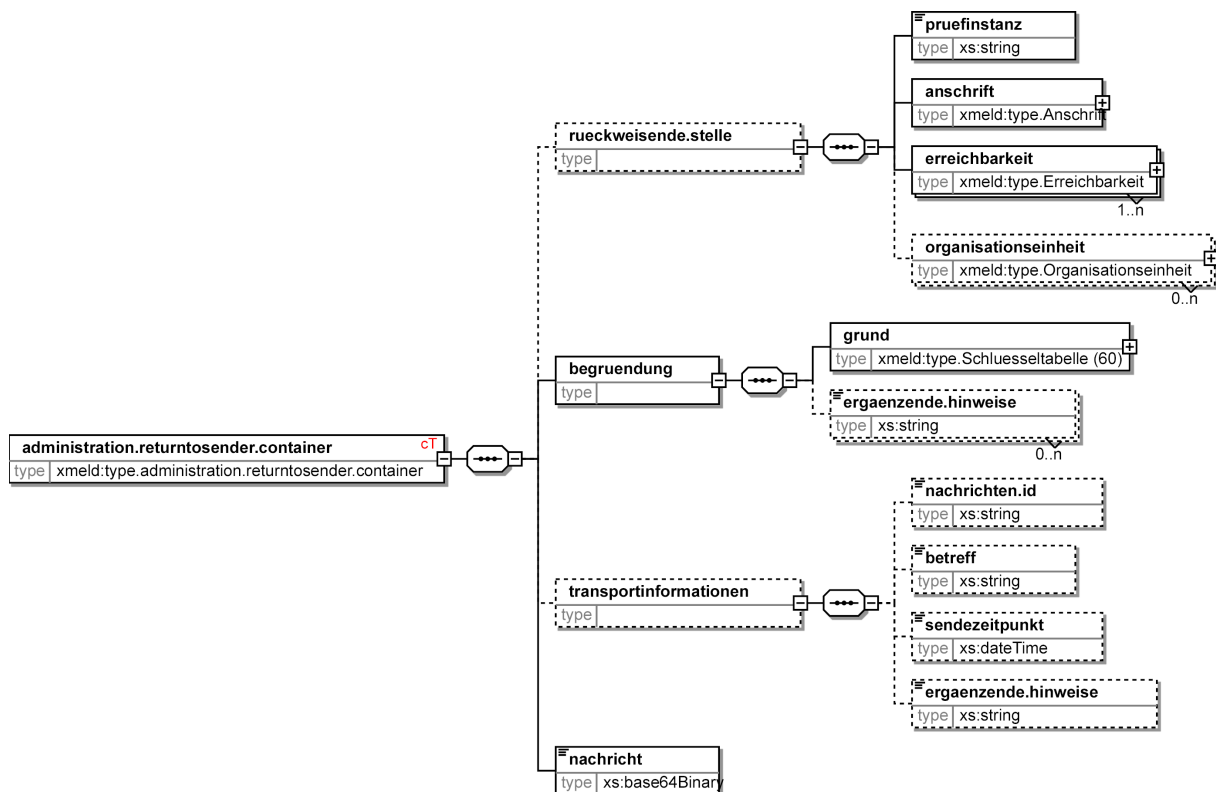 pruefinstanz
type xs:string
anschrift
type xmeld:type.Anschrift
rueckweisende.stelle
type
erreichbarkeit
type xmeld:type.Erreichbarkeit
1..n
organisationseinheit
type xmeld:type.Organisationseinheit
0..n
grund
type xmeld:type.Schluesseltabelle (60)
begruendung
type
ergaenzende.hinweise
type xs:string
0..n
administration.returntosender.container cT
type xmeld:type.administration.returntosender.container
nachrichten.id
type xs:string
betreff
type xs:string
transportinformationen
type
sendezeitpunkt
type xs:dateTime
ergaenzende.hinweise
type xs:string
nachricht
type xs:base64Binary